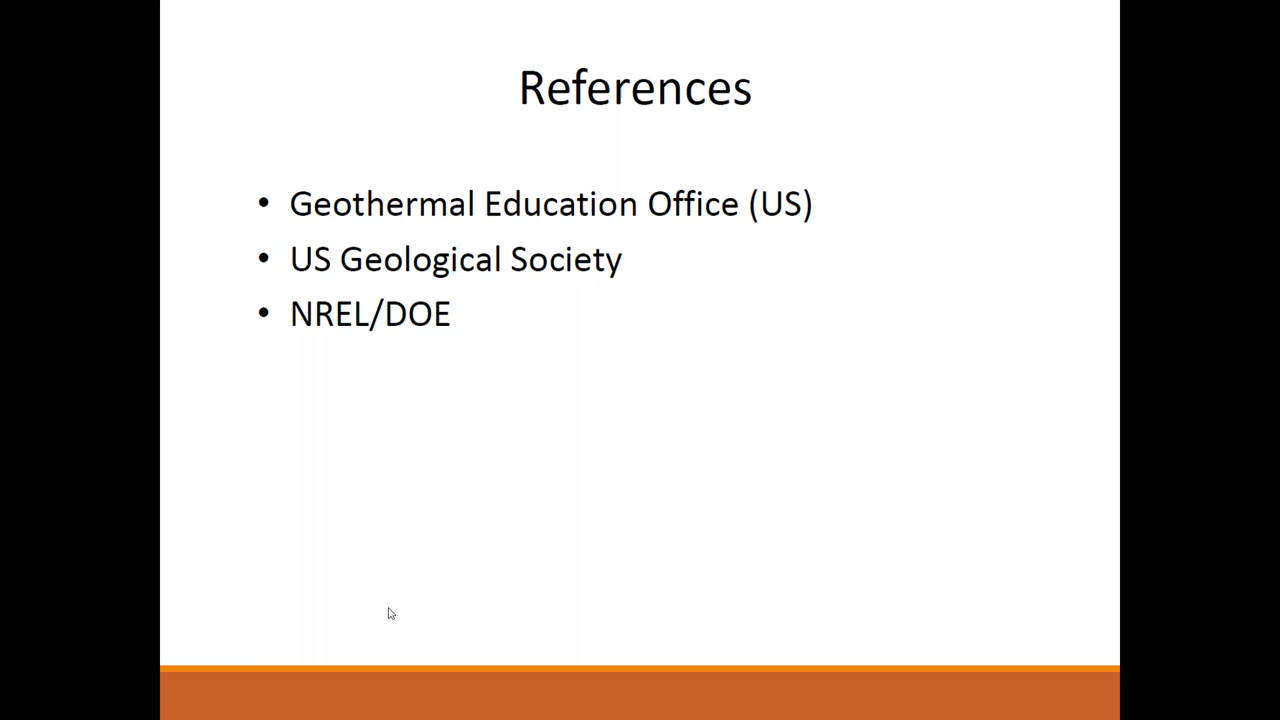 References
• Geothermal Education Office (US)
• US Geological Society
• NREL/DOE